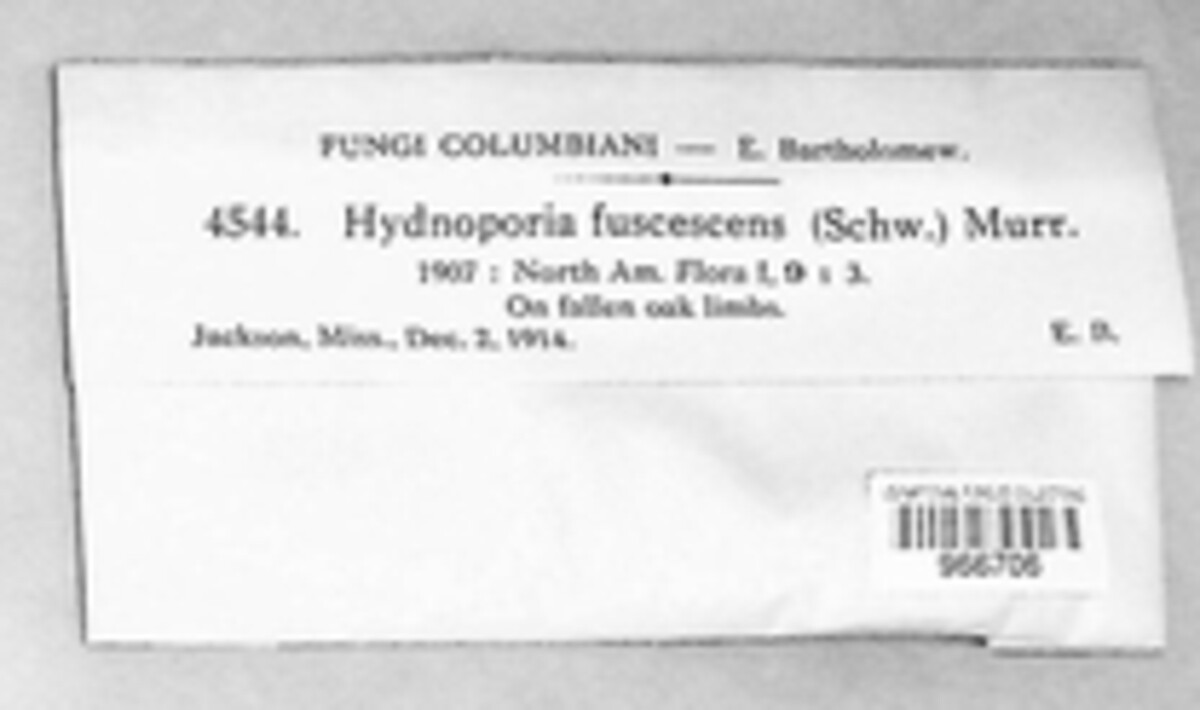 FUNGI COLUMBIANI — E. Bartholomew.
4544. Hydnoporia fuscescens (Schw.) Murr.
1907 : North Am. Flora I, 9 : 3.
On fallen oak limbs.
Jackson, Miss., Dec. 2, 1914. E. B.
966706